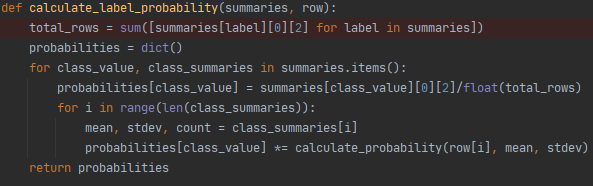 def calculate_label_probability(summaries, row):
    total_rows = sum([summaries[label][0][2] for label in summaries])
    probabilities = dict()
    for class_value, class_summaries in summaries.items():
        probabilities[class_value] = summaries[class_value][0][2]/float(total_rows)
        for i in range(len(class_summaries)):
            mean, stdev, count = class_summaries[i]
            probabilities[class_value] *= calculate_probability(row[i], mean, stdev)
    return probabilities